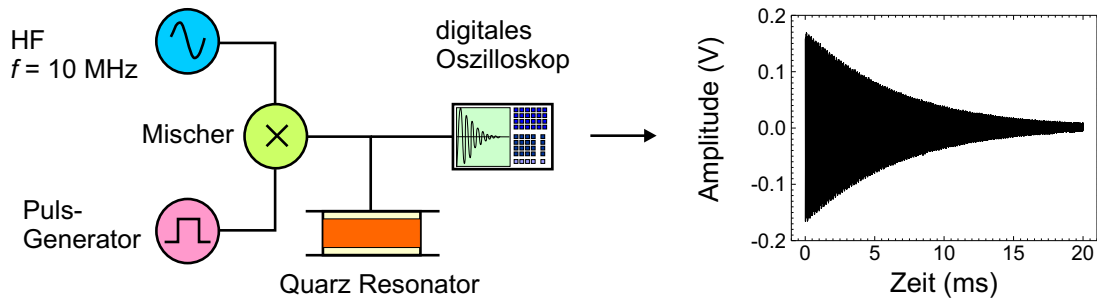 HF
f = 10 MHz
Mischer
Puls-
Generator
digitales
Oszilloskop
Quarz Resonator
Amplitude (V)
0.2
0.1
0.0
-0.1
-0.2
0 5 10 15 20
Zeit (ms)